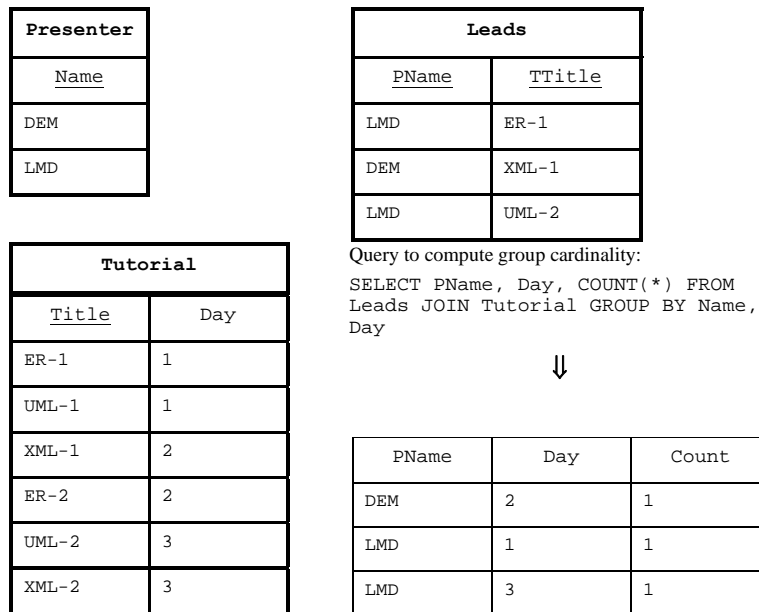 Presenter
Name
DEM
LMD
Leads
PName TTitle
LMD ER-1
DEM XML-1
LMD UML-2
Tutorial
Title Day
ER-1 1
UML-1 1
XML-1 2
ER-2 2
UML-2 3
XML-2 3
Query to compute group cardinality:
SELECT PName, Day, COUNT(*) FROM
Leads JOIN Tutorial GROUP BY Name,
Day
⇓
PName Day Count
DEM 2 1
LMD 1 1
LMD 3 1